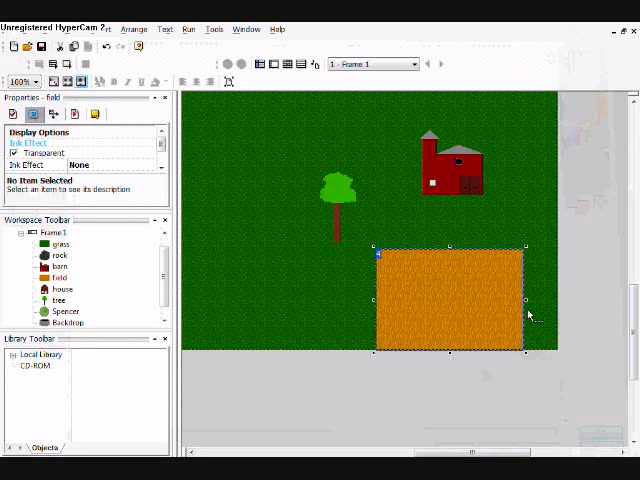 Unregistered HyperCam 2
rt Arrange Text Run Tools Window Help
1 - Frame 1
100%
Properties - field
Display Options
Ink Effect
Transparent
Ink Effect None
No Item Selected
Select an item to see its description
Workspace Toolbar
Frame1
grass
rock
barn
field
house
tree
Spencer
Backdrop
Library Toolbar
Local Library
CD-ROM
Objects
4